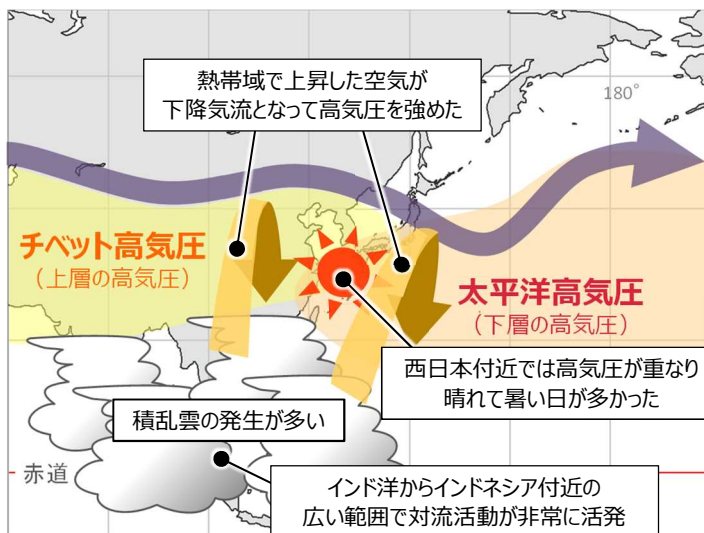 熱帯域で上昇した空気が
下降気流となって高気圧を強めた
180°
チベット高気圧
（上層の高気圧）
太平洋高気圧
（下層の高気圧）
西日本付近では高気圧が重なり
晴れて暑い日が多かった
積乱雲の発生が多い
赤道
インド洋からインドネシア付近の
広い範囲で対流活動が非常に活発